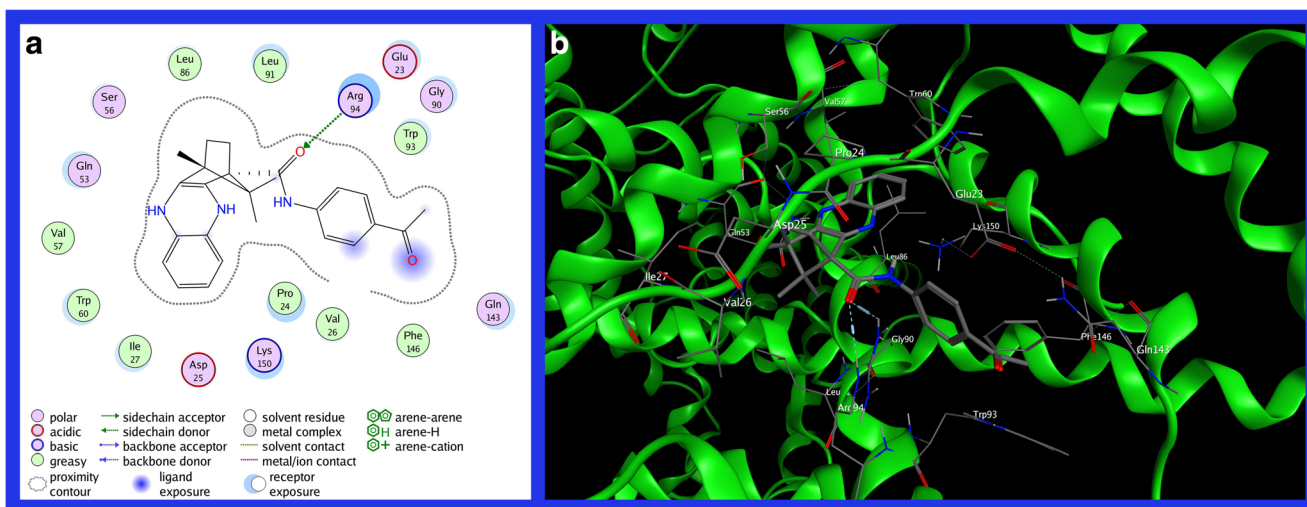 a
Leu
86
Leu
91
Glu
23
Ser
56
Arg
94
Gly
90
Trp
93
Gln
53
O
HN
NH
HN
Val
57
O
Trp
60
Pro
24
Val
26
Gln
143
Ile
27
Phe
146
Asp
25
Lys
150
polar
acidic
basic
greasy
proximity
contour
sidechain acceptor
sidechain donor
backbone acceptor
backbone donor
ligand
exposure
solvent residue
metal complex
solvent contact
metal/ion contact
receptor
exposure
arene-arene
H arene-H
+ arene-cation
b
Ser56
Val57
Trp60
Pro24
Glu23
Asp25
Gln53
Leu86
Ile27
Val26
Gly90
Phe146
Gln143
Leu
Trp93